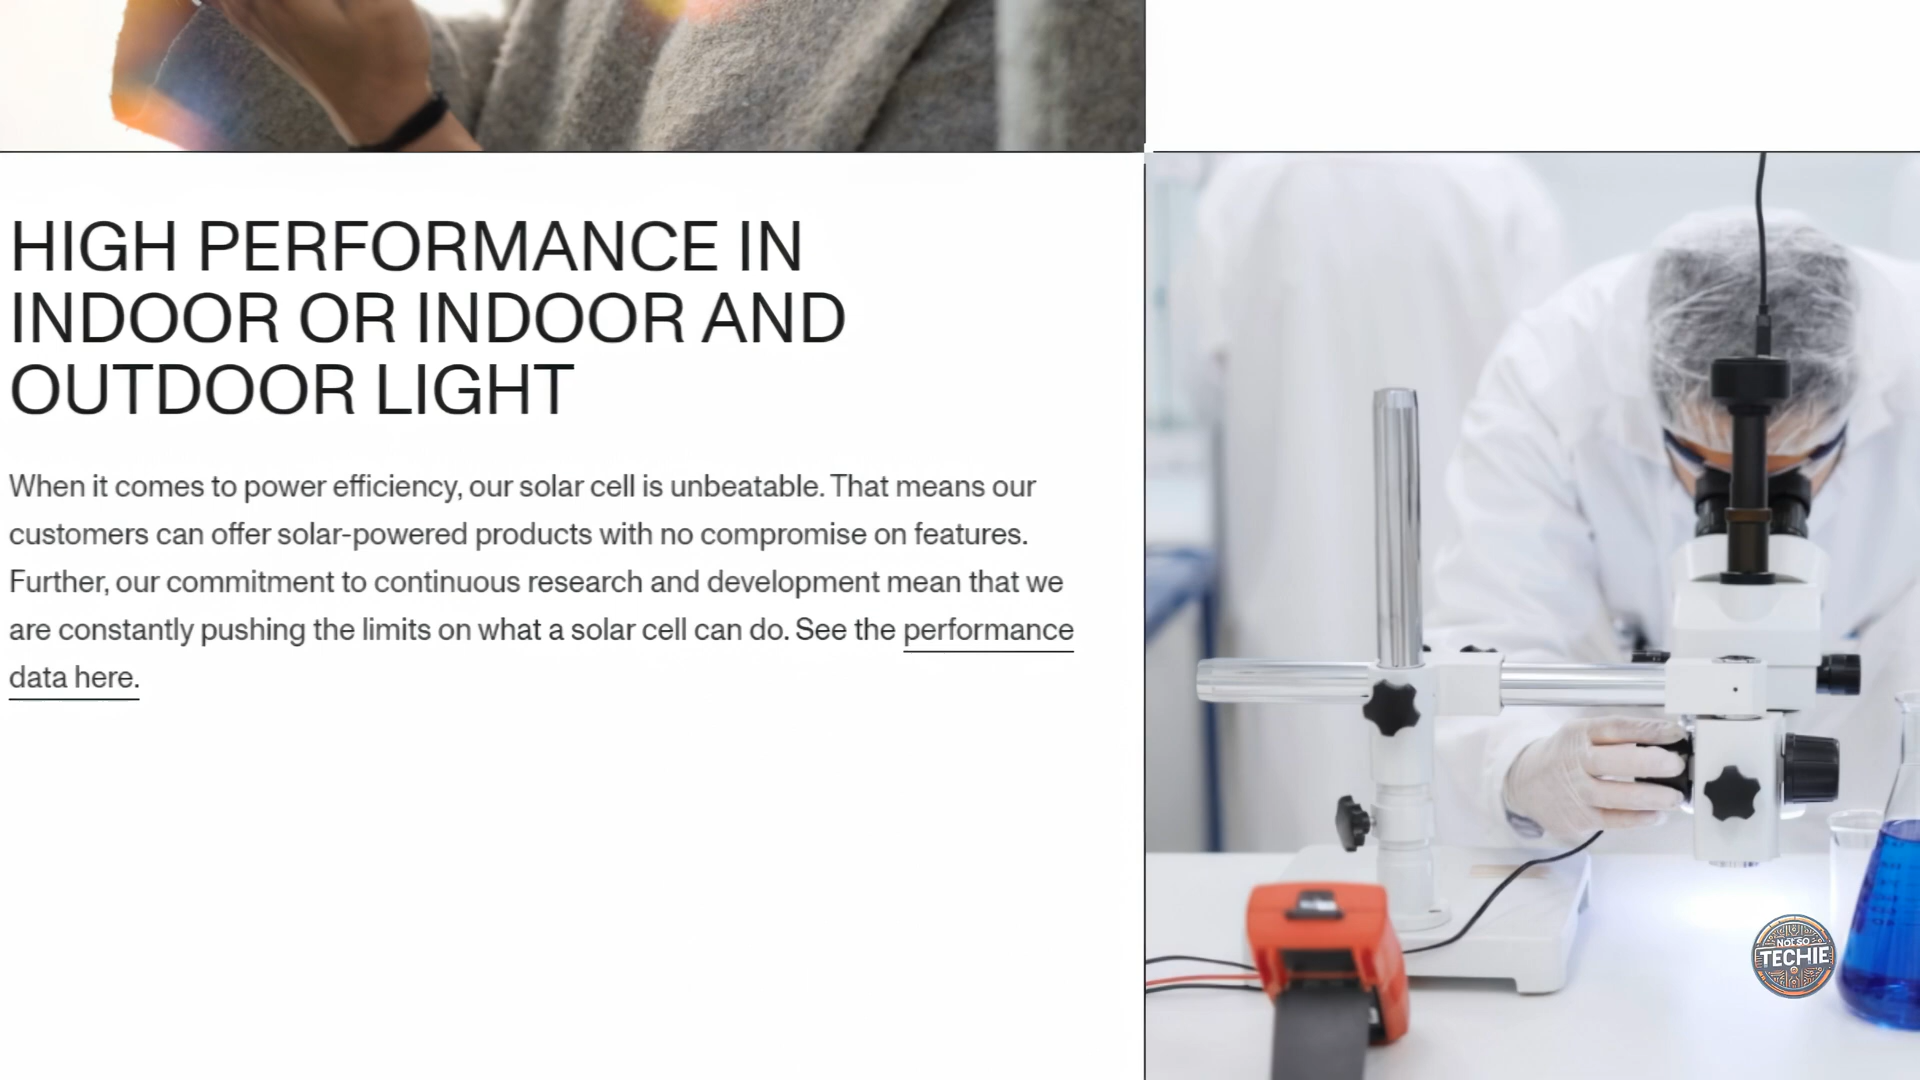 HIGH PERFORMANCE IN
INDOOR OR INDOOR AND
OUTDOOR LIGHT
When it comes to power efficiency, our solar cell is unbeatable. That means our
customers can offer solar-powered products with no compromise on features.
Further, our commitment to continuous research and development mean that we
are constantly pushing the limits on what a solar cell can do. See the performance
data here.
NOT SO
TECHIE